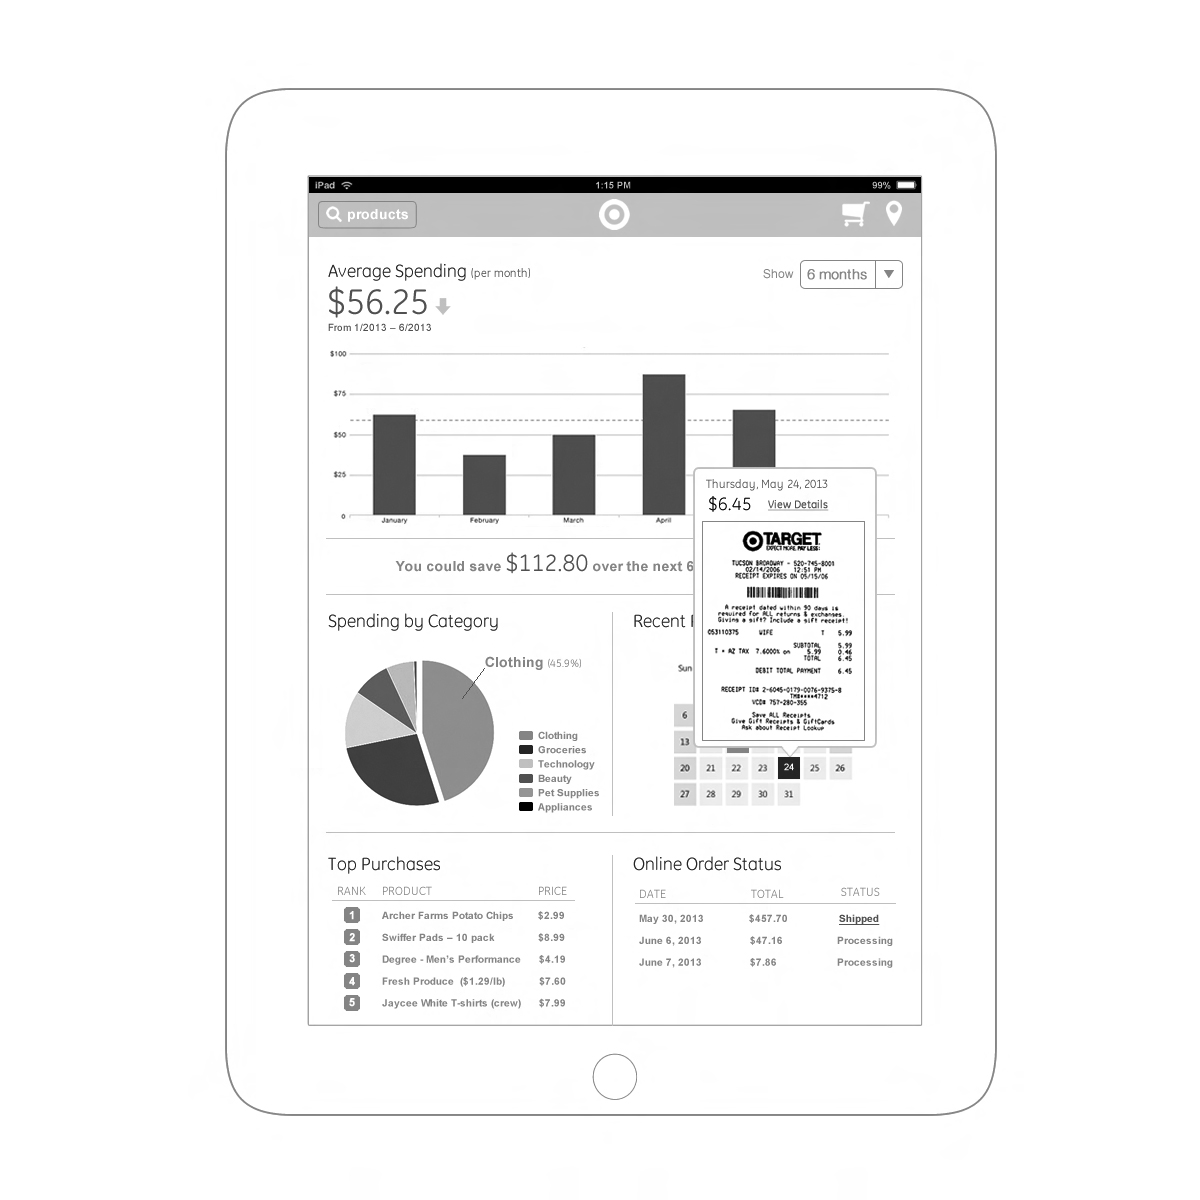 iPad 1:15 PM 99%
products
Average Spending (per month)
Show 6 months
$56.25
From 1/2013 – 6/2013
$100
$75
$50
$25
0
January February March April
Thursday, May 24, 2013
$6.45 View Details
TARGET
EXPECT MORE. PAY LESS.
TUCSON BROADWAY - 520-745-8001
02/14/2006 12:51 PM
RECEIPT EXPIRES ON 05/15/06
A receipt dated within 90 days is
required for ALL returns & exchanges.
Giving a gift? Include a gift receipt!
053110375 WIFE T 5.99
SUBTOTAL 5.99
T = AZ TAX 7.6000% on 5.99 0.46
TOTAL 6.45
DEBIT TOTAL PAYMENT 6.45
RECEIPT ID# 2-6045-0179-0076-9375-8
TM#****4712
VCD# 757-280-355
Save ALL Receipts
Give Gift Receipts & GiftCards
Ask about Receipt Lookup
You could save $112.80 over the next 6
Spending by Category
Clothing (45.9%)
Clothing
Groceries
Technology
Beauty
Pet Supplies
Appliances
Recent
Sun
6
13
20 21 22 23 24 25 26
27 28 29 30 31
Top Purchases
RANK PRODUCT PRICE
1 Archer Farms Potato Chips $2.99
2 Swiffer Pads – 10 pack $8.99
3 Degree - Men's Performance $4.19
4 Fresh Produce ($1.29/lb) $7.60
5 Jaycee White T-shirts (crew) $7.99
Online Order Status
DATE TOTAL STATUS
May 30, 2013 $457.70 Shipped
June 6, 2013 $47.16 Processing
June 7, 2013 $7.86 Processing